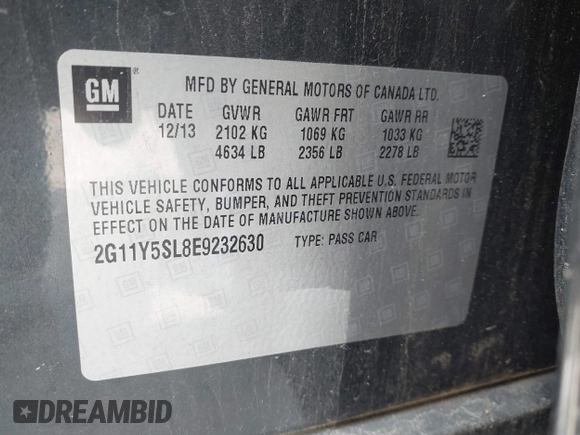 GM
MFD BY GENERAL MOTORS OF CANADA LTD.
DATE GVWR GAWR FRT GAWR RR
12/13 2102 KG 1069 KG 1033 KG
4634 LB 2356 LB 2278 LB
THIS VEHICLE CONFORMS TO ALL APPLICABLE U.S. FEDERAL MOTOR
VEHICLE SAFETY, BUMPER, AND THEFT PREVENTION STANDARDS IN
EFFECT ON THE DATE OF MANUFACTURE SHOWN ABOVE.
2G11Y5SL8E9232630 TYPE: PASS CAR
DREAMBID